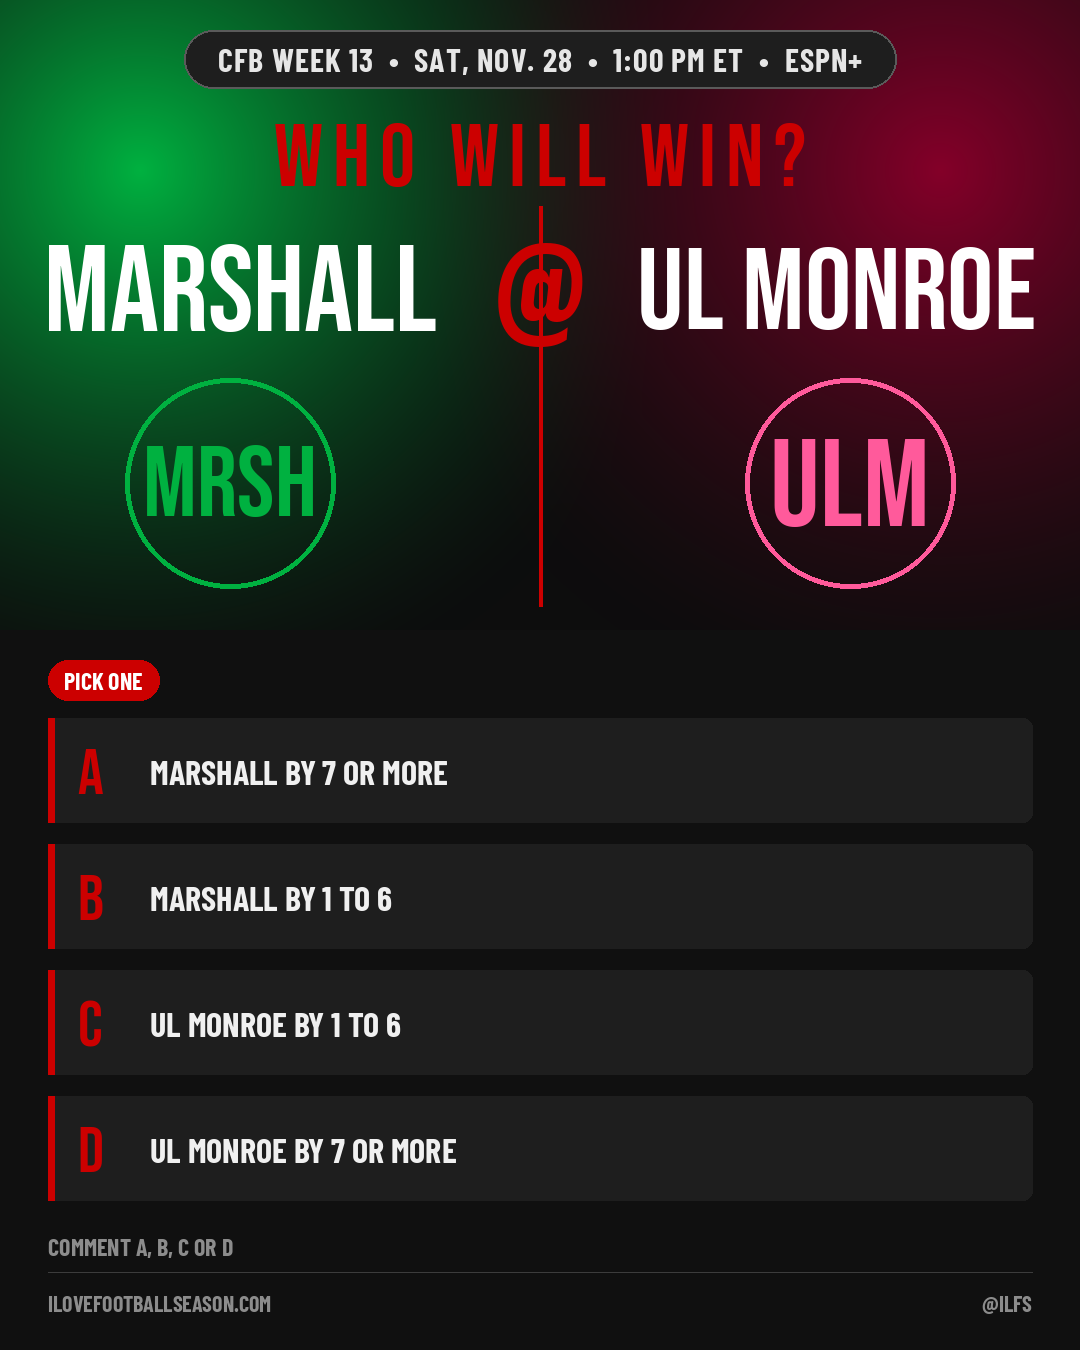 CFB WEEK 13 • SAT, NOV. 28 • 1:00 PM ET • ESPN+
WHO WILL WIN?
MARSHALL @ UL MONROE
MRSH ULM
PICK ONE
A MARSHALL BY 7 OR MORE
B MARSHALL BY 1 TO 6
C UL MONROE BY 1 TO 6
D UL MONROE BY 7 OR MORE
COMMENT A, B, C OR D
ILOVEFOOTBALLSEASON.COM @ILFS